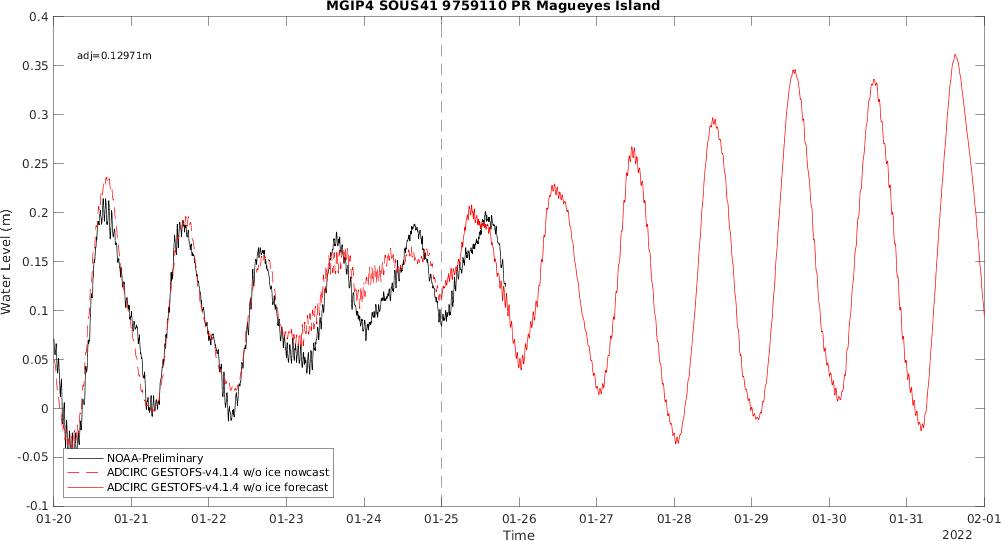 MGIP4 SOUS41 9759110 PR Magueyes Island
adj=0.12971m
Water Level (m)
0.4
0.35
0.3
0.25
0.2
0.15
0.1
0.05
0
-0.05
-0.1
NOAA-Preliminary
ADCIRC GESTOFS-v4.1.4 w/o ice nowcast
ADCIRC GESTOFS-v4.1.4 w/o ice forecast
01-20 01-21 01-22 01-23 01-24 01-25 01-26 01-27 01-28 01-29 01-30 01-31 02-01
Time
2022